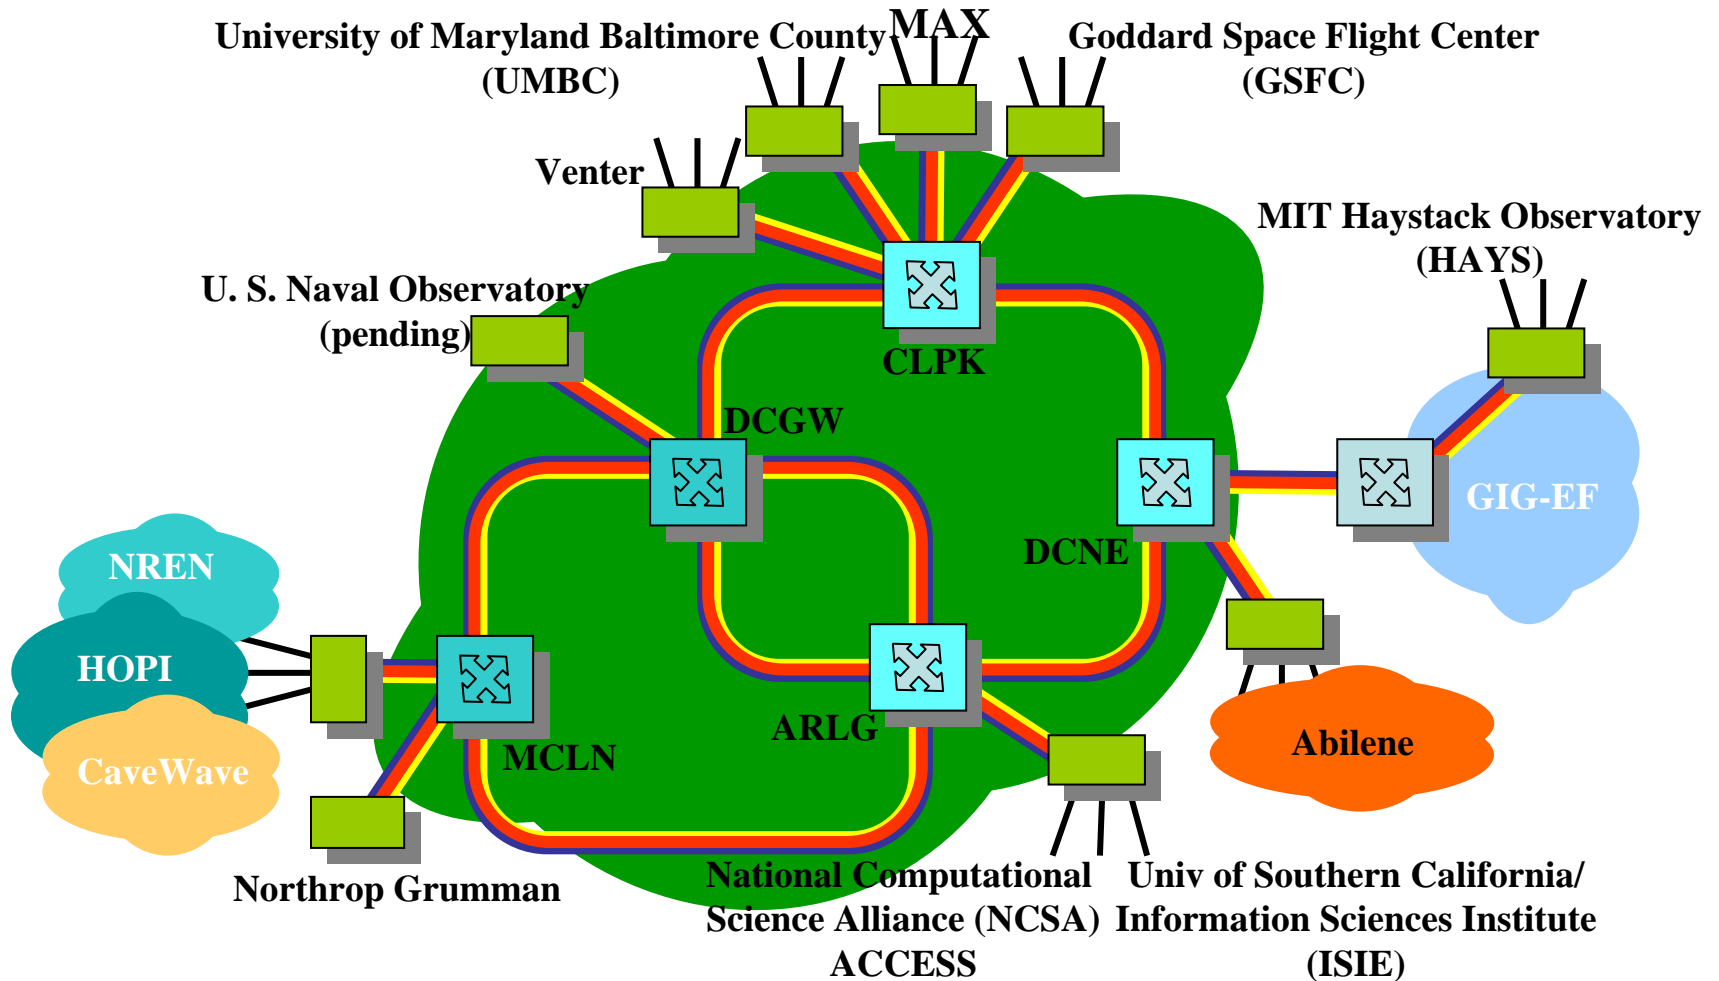 University of Maryland Baltimore County
(UMBC)
MAX
Goddard Space Flight Center
(GSFC)
Venter
MIT Haystack Observatory
(HAYS)
U. S. Naval Observatory
(pending)
CLPK
DCGW
GIG-EF
DCNE
NREN
HOPI
CaveWave
MCLN
ARLG
Abilene
Northrop Grumman
National Computational
Science Alliance (NCSA)
ACCESS
Univ of Southern California/
Information Sciences Institute
(ISIE)